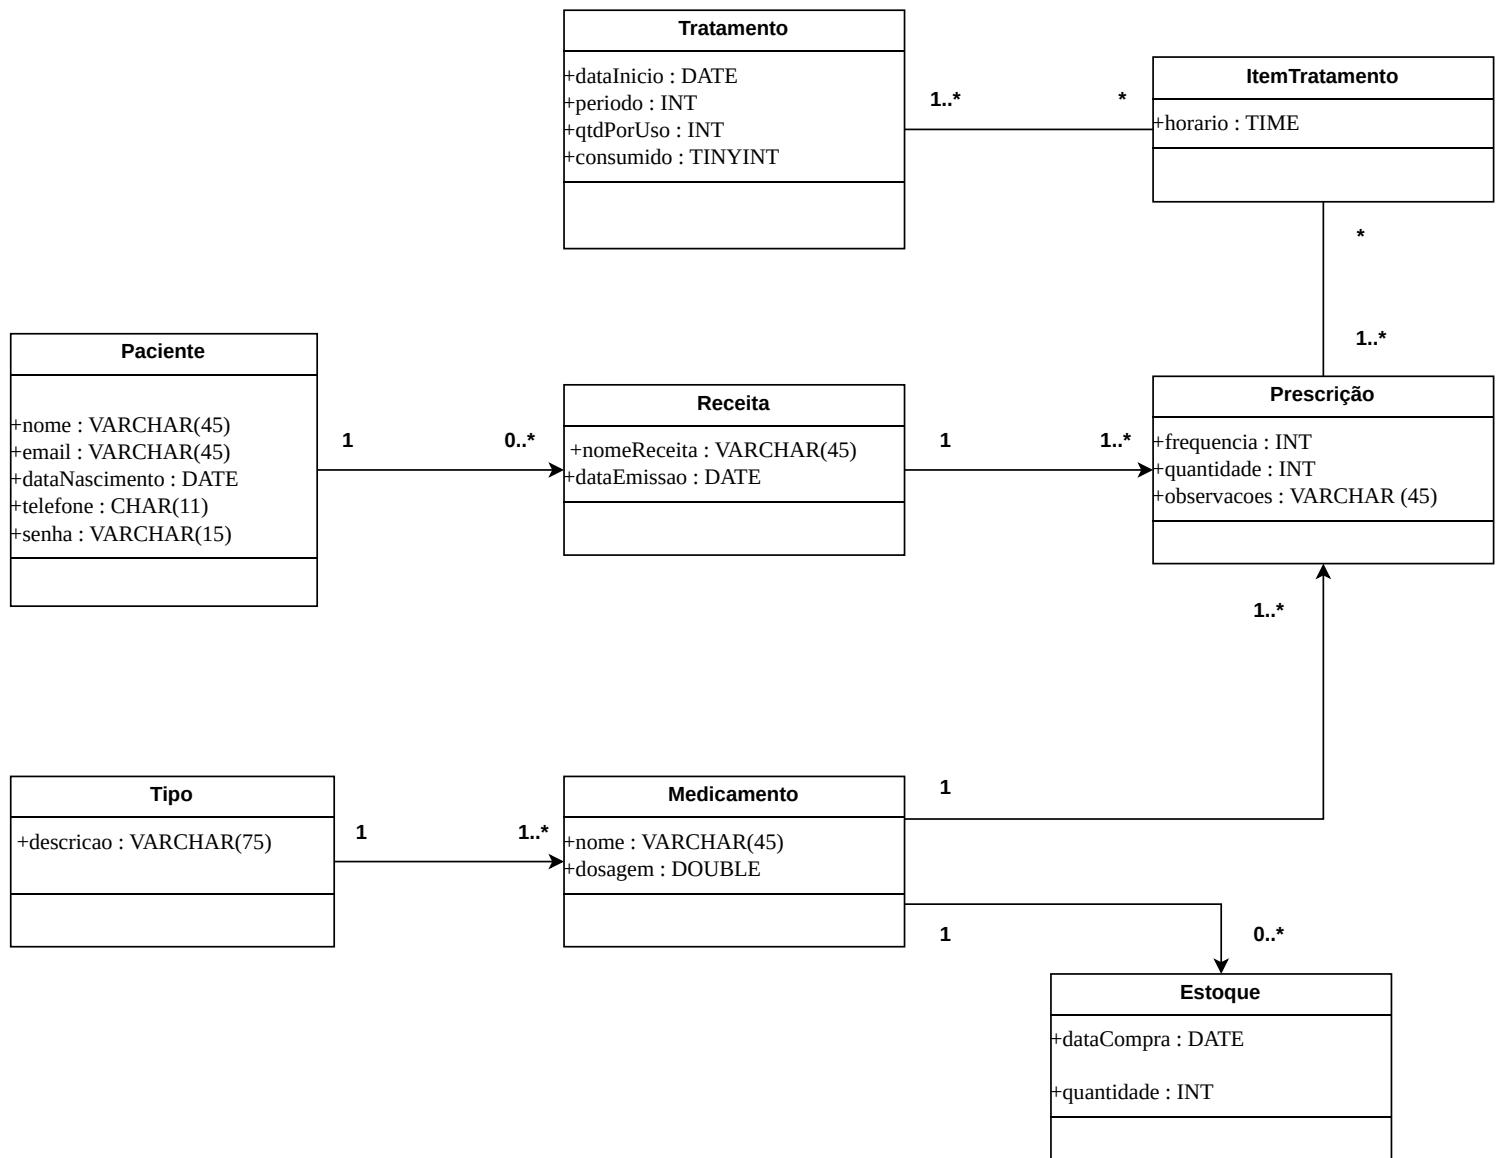 Tratamento
+dataInicio : DATE
+periodo : INT
+qtdPorUso : INT
+consumido : TINYINT
1..*
*
ItemTratamento
+horario : TIME
*
1..*
Paciente
+nome : VARCHAR(45)
+email : VARCHAR(45)
+dataNascimento : DATE
+telefone : CHAR(11)
+senha : VARCHAR(15)
1
0..*
Receita
+nomeReceita : VARCHAR(45)
+dataEmissao : DATE
1
1..*
Prescrição
+frequencia : INT
+quantidade : INT
+observacoes : VARCHAR (45)
1..*
Tipo
+descricao : VARCHAR(75)
1
1..*
Medicamento
+nome : VARCHAR(45)
+dosagem : DOUBLE
1
1
0..*
Estoque
+dataCompra : DATE
+quantidade : INT